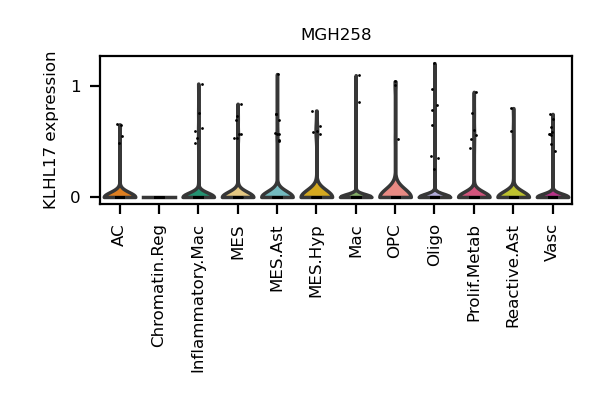 MGH258
KLHL17 expression
1
0
AC
Chromatin.Reg
Inflammatory.Mac
MES
MES.Ast
MES.Hyp
Mac
OPC
Oligo
Prolif.Metab
Reactive.Ast
Vasc